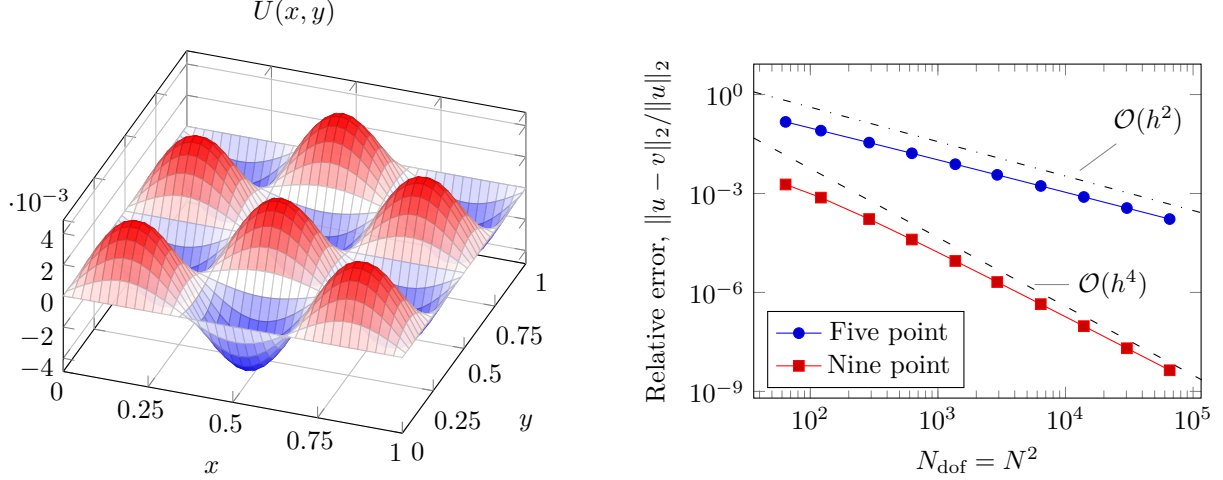 U(x, y)
·10⁻³
4
2
0
−2
−4
0
0.25
0.5
0.75
1
x
0
0.25
0.5
0.75
1
y
Relative error, ‖u − v‖₂/‖u‖₂
10⁰
10⁻³
10⁻⁶
10⁻⁹
𝒪(h²)
𝒪(h⁴)
Five point
Nine point
10²
10³
10⁴
10⁵
N_dof = N²